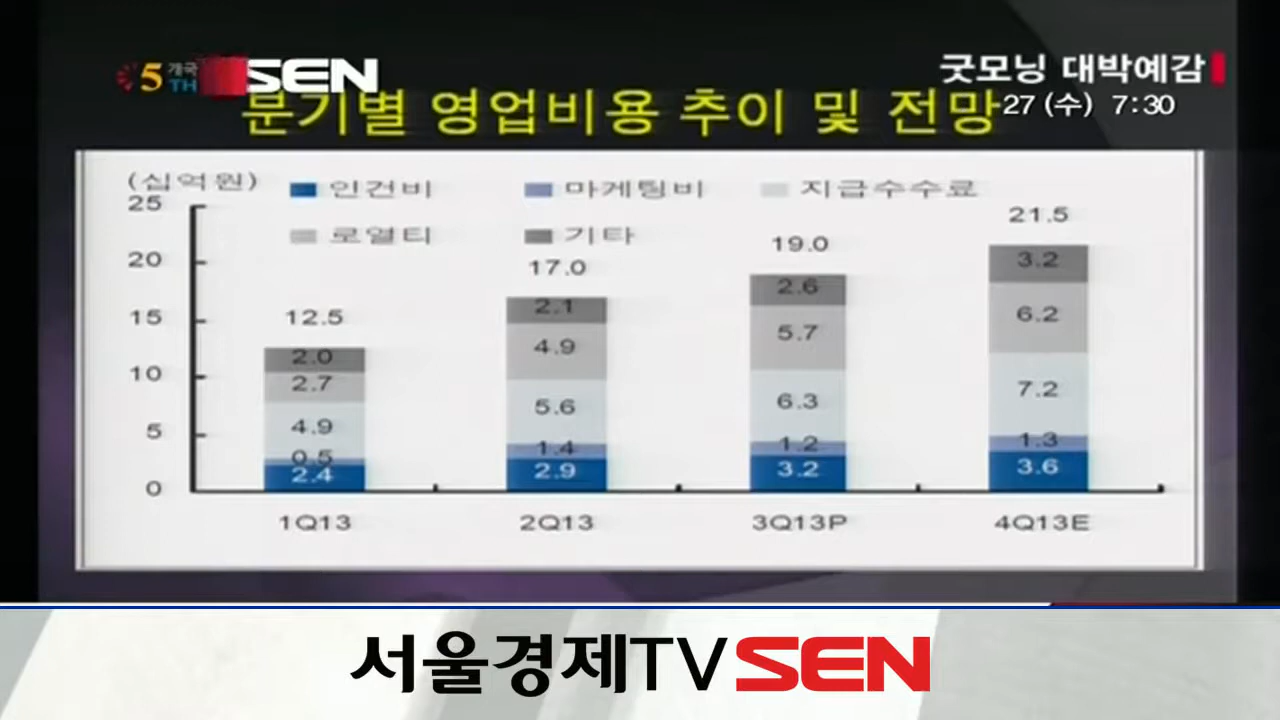 5 개국 TH SEN
굿모닝 대박예감
27 (수) 7:30
분기별 영업비용 추이 및 전망
(십억원)
인건비 마케팅비 지급수수료
로열티 기타
25
20
15
10
5
0
12.5 17.0 19.0 21.5
2.0 2.1 2.6 3.2
2.7 4.9 5.7 6.2
4.9 5.6 6.3 7.2
0.5 1.4 1.2 1.3
2.4 2.9 3.2 3.6
1Q13 2Q13 3Q13P 4Q13E
서울경제TV SEN